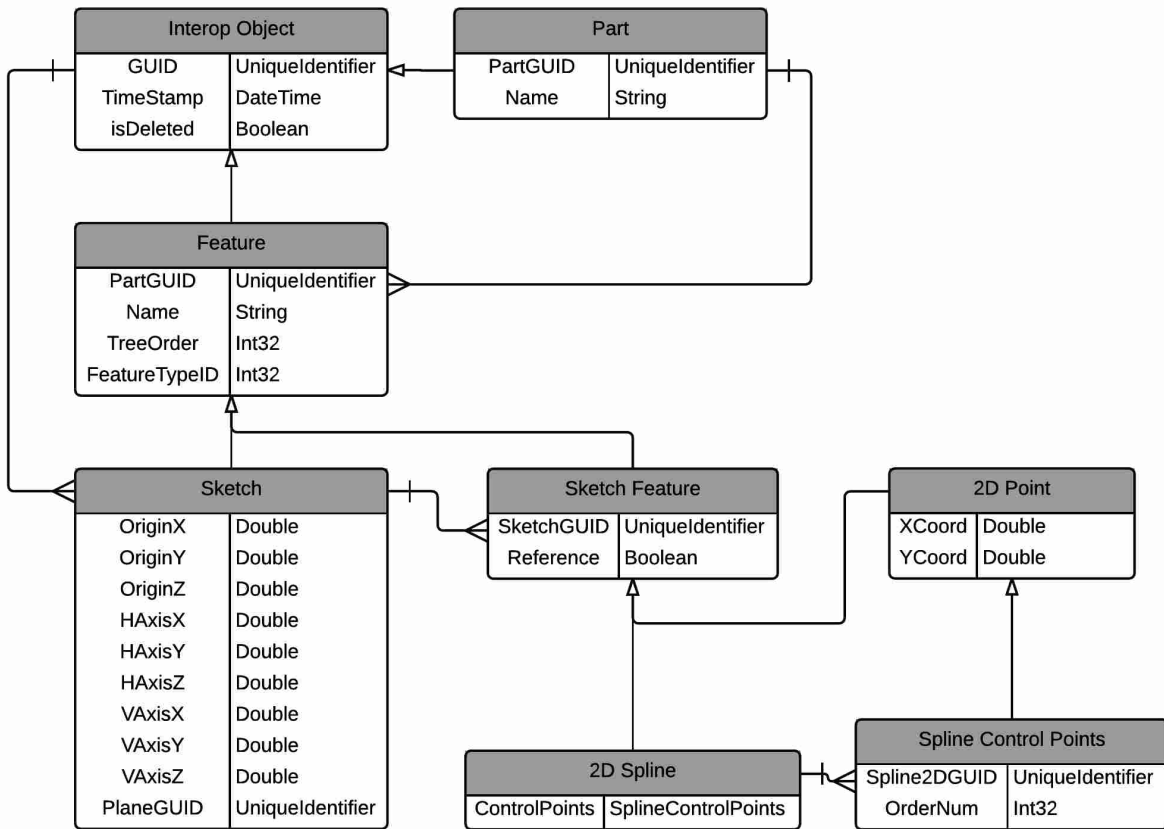 Interop Object
GUID UniqueIdentifier
TimeStamp DateTime
isDeleted Boolean
Part
PartGUID UniqueIdentifier
Name String
Feature
PartGUID UniqueIdentifier
Name String
TreeOrder Int32
FeatureTypeID Int32
Sketch
OriginX Double
OriginY Double
OriginZ Double
HAxisX Double
HAxisY Double
HAxisZ Double
VAxisX Double
VAxisY Double
VAxisZ Double
PlaneGUID UniqueIdentifier
Sketch Feature
SketchGUID UniqueIdentifier
Reference Boolean
2D Point
XCoord Double
YCoord Double
2D Spline
ControlPoints SplineControlPoints
Spline Control Points
Spline2DGUID UniqueIdentifier
OrderNum Int32